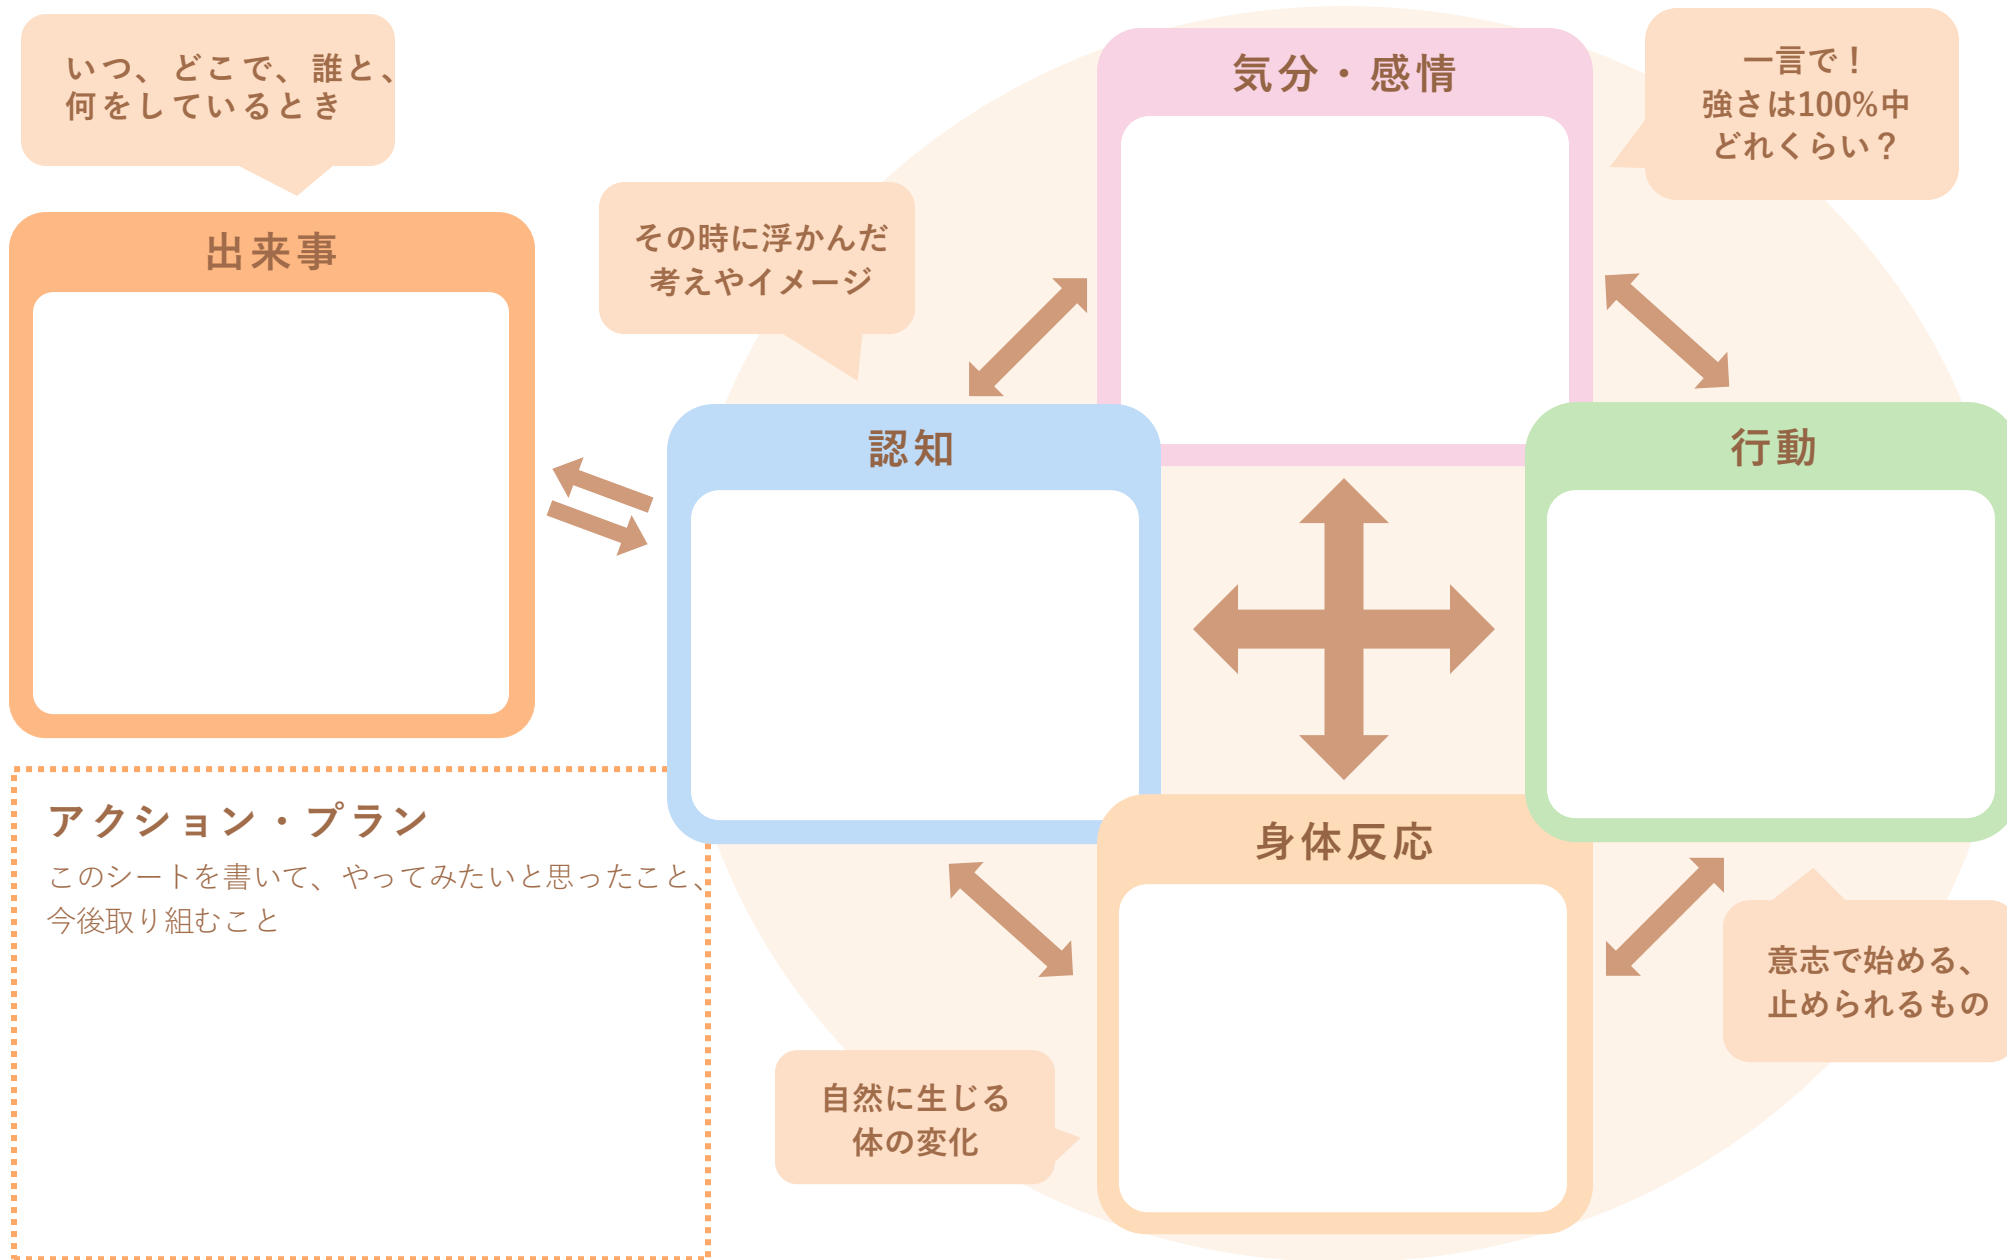 いつ、どこで、誰と、
何をしているとき
出来事
その時に浮かんだ
考えやイメージ
気分・感情
一言で！
強さは100%中
どれくらい？
認知
行動
身体反応
アクション・プラン
このシートを書いて、やってみたいと思ったこと、
今後取り組むこと
自然に生じる
体の変化
意志で始める、
止められるもの